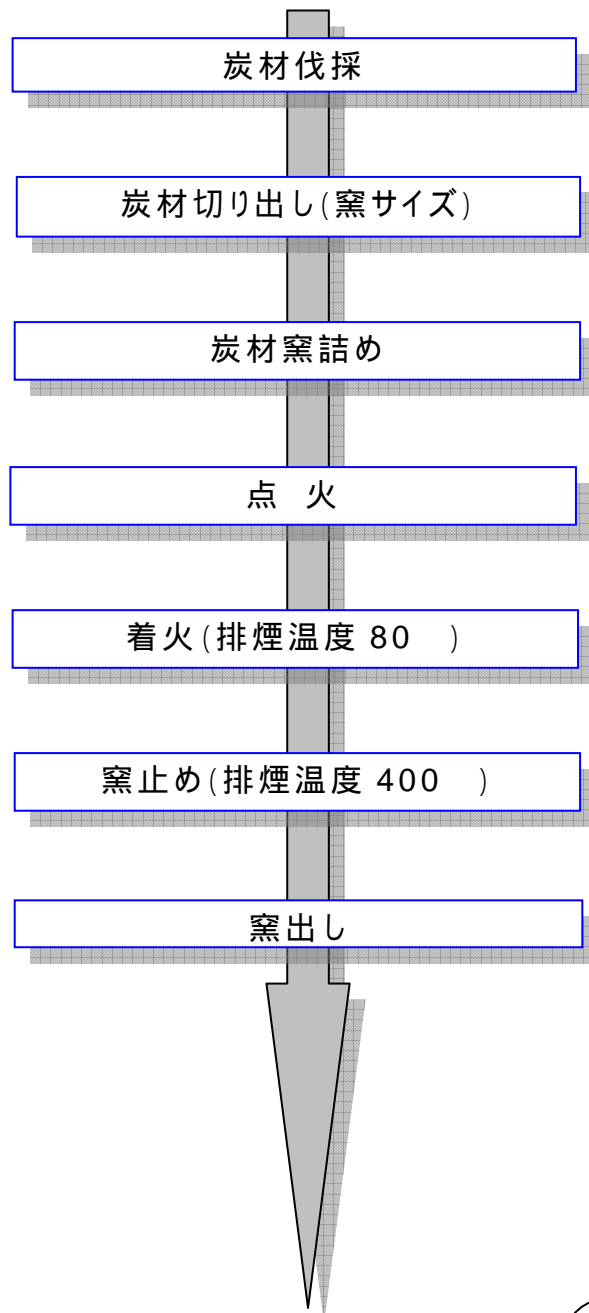 炭材伐採
炭材切り出し(窯サイズ)
炭材窯詰め
点 火
着火(排煙温度 80　)
窯止め(排煙温度 400　)
窯出し